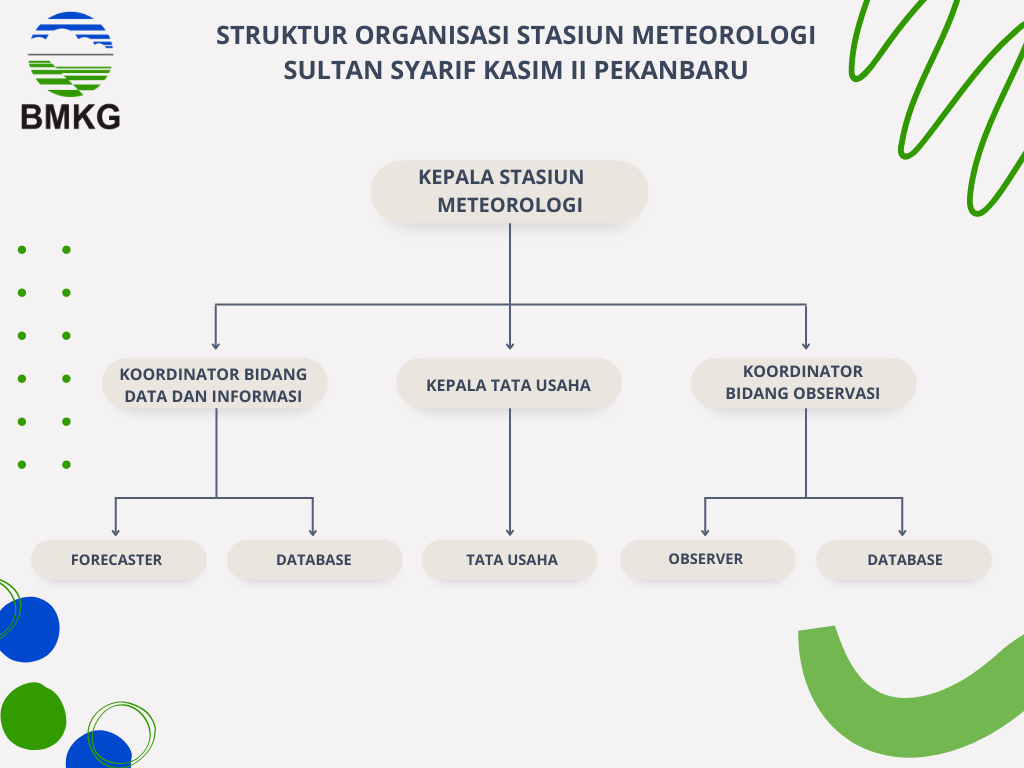 STRUKTUR ORGANISASI STASIUN METEOROLOGI
SULTAN SYARIF KASIM II PEKANBARU
BMKG
KEPALA STASIUN
METEOROLOGI
KOORDINATOR BIDANG
DATA DAN INFORMASI
KEPALA TATA USAHA
KOORDINATOR
BIDANG OBSERVASI
FORECASTER
DATABASE
TATA USAHA
OBSERVER
DATABASE